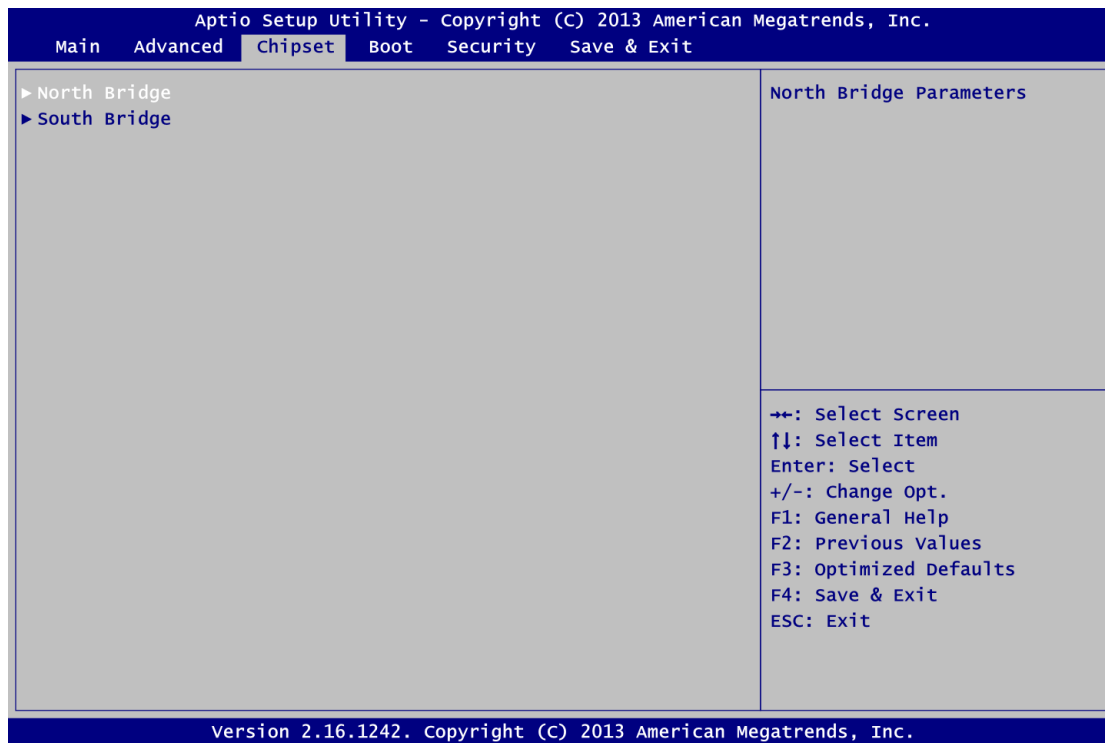 Aptio Setup Utility - Copyright (C) 2013 American Megatrends, Inc.
Main Advanced Chipset Boot Security Save & Exit
►North Bridge
►South Bridge
North Bridge Parameters
→←: Select Screen
↑↓: Select Item
Enter: Select
+/-: Change Opt.
F1: General Help
F2: Previous Values
F3: Optimized Defaults
F4: Save & Exit
ESC: Exit
Version 2.16.1242. Copyright (C) 2013 American Megatrends, Inc.